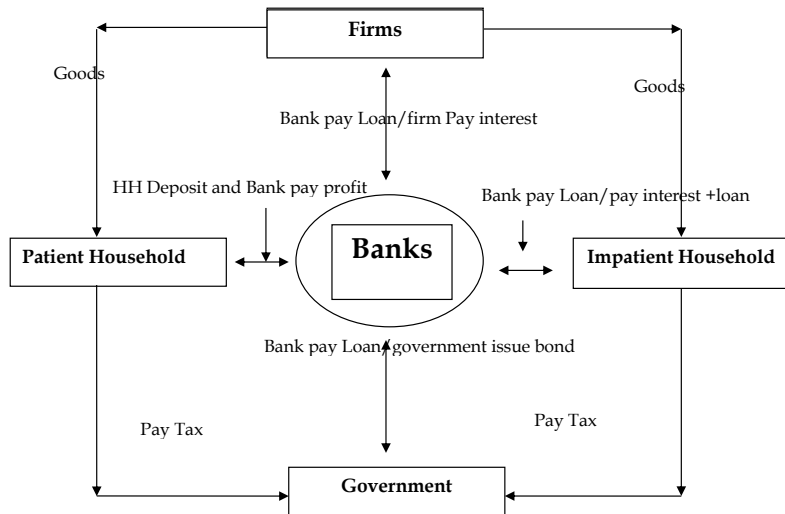 Firms
Goods
Goods
Bank pay Loan/firm Pay interest
HH Deposit and Bank pay profit
Bank pay Loan/pay interest +loan
Banks
Patient Household
Impatient Household
Bank pay Loan/government issue bond
Pay Tax
Pay Tax
Government